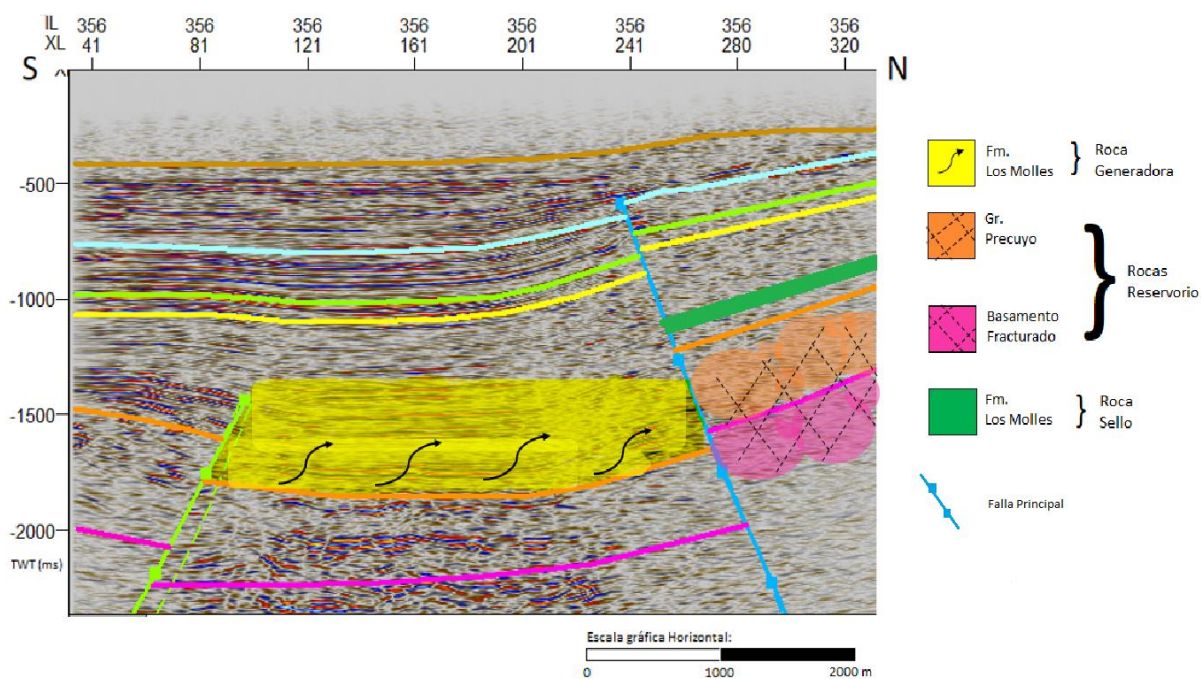 IL 356 356 356 356 356 356 356 356
XL 41 81 121 161 201 241 280 320
S
N
-500
-1000
-1500
-2000
TWT (ms)
Fm.
Los Molles
} Roca
Generadora
Gr.
Precuyo
Basamento
Fracturado
} Rocas
Reservorio
Fm.
Los Molles
} Roca
Sello
Falla Principal
Escala gráfica Horizontal:
0 1000 2000 m